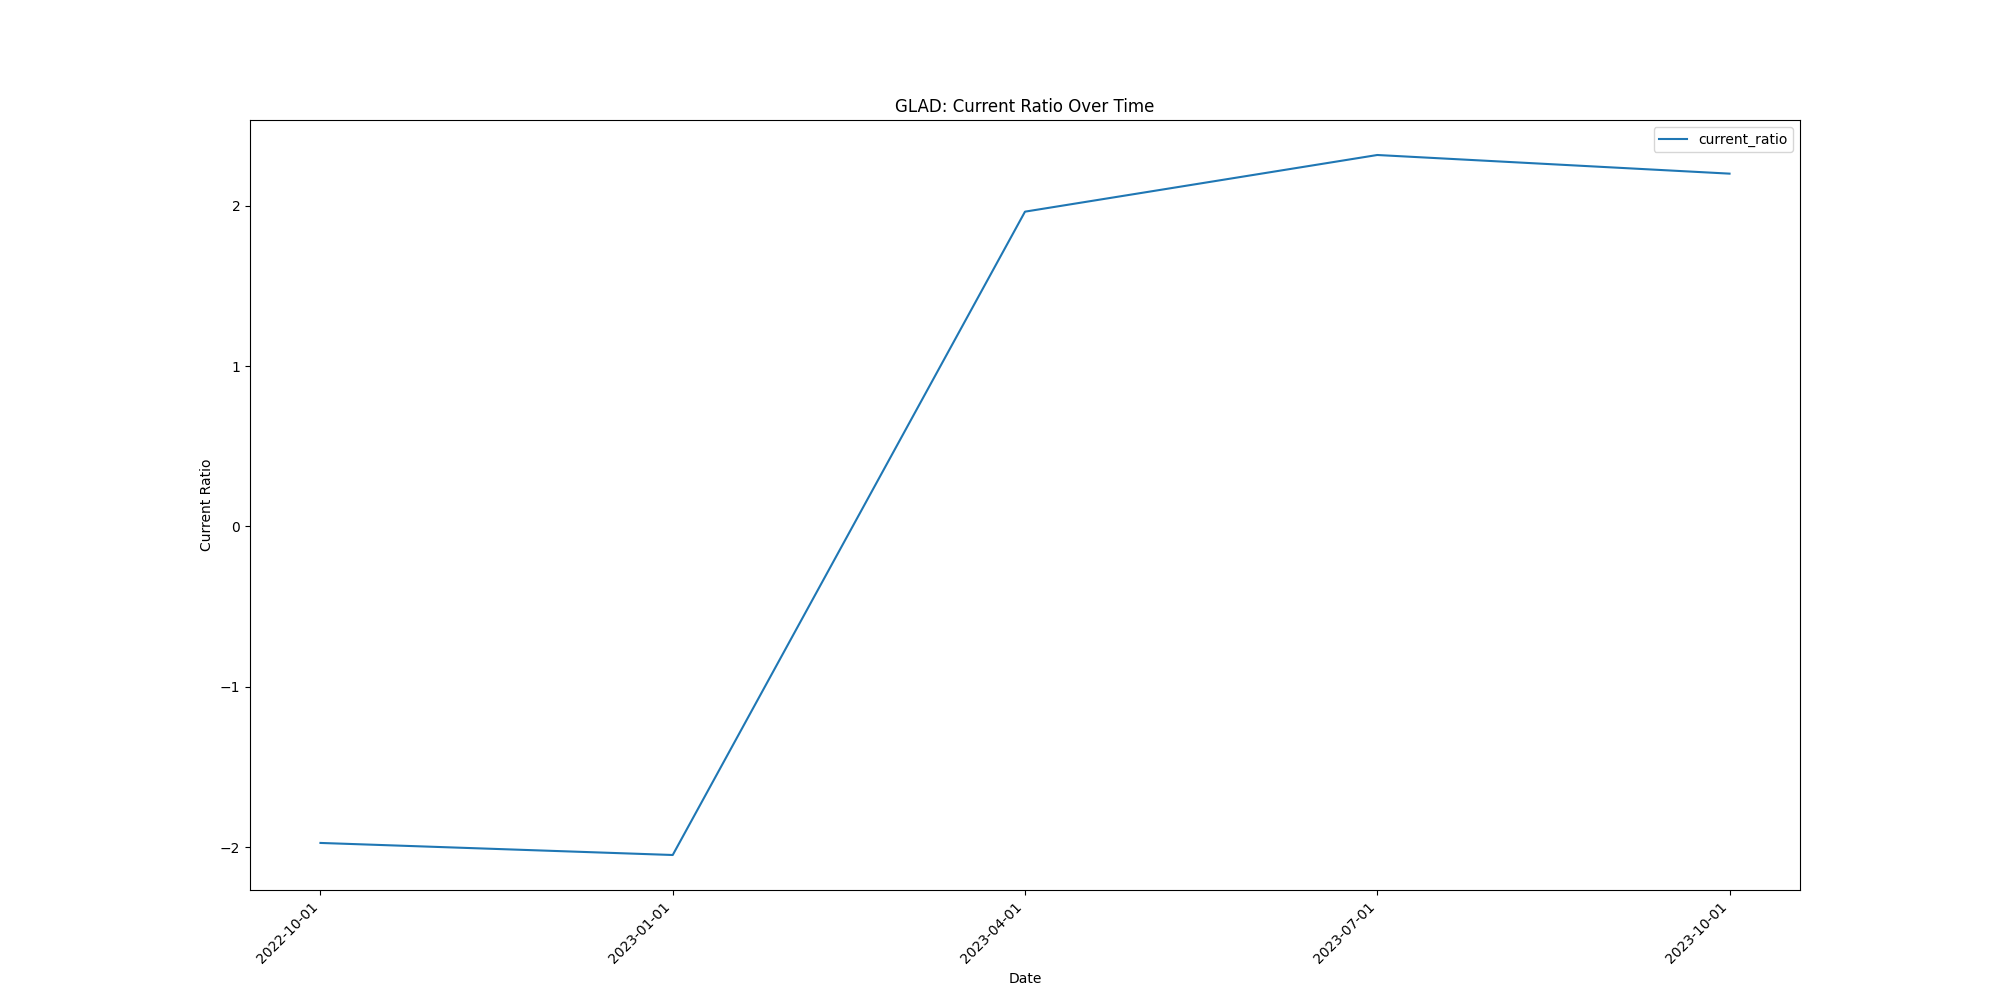 GLAD: Current Ratio Over Time
current_ratio
Current Ratio
2
1
0
−1
−2
2022-10-01
2023-01-01
2023-04-01
2023-07-01
2023-10-01
Date